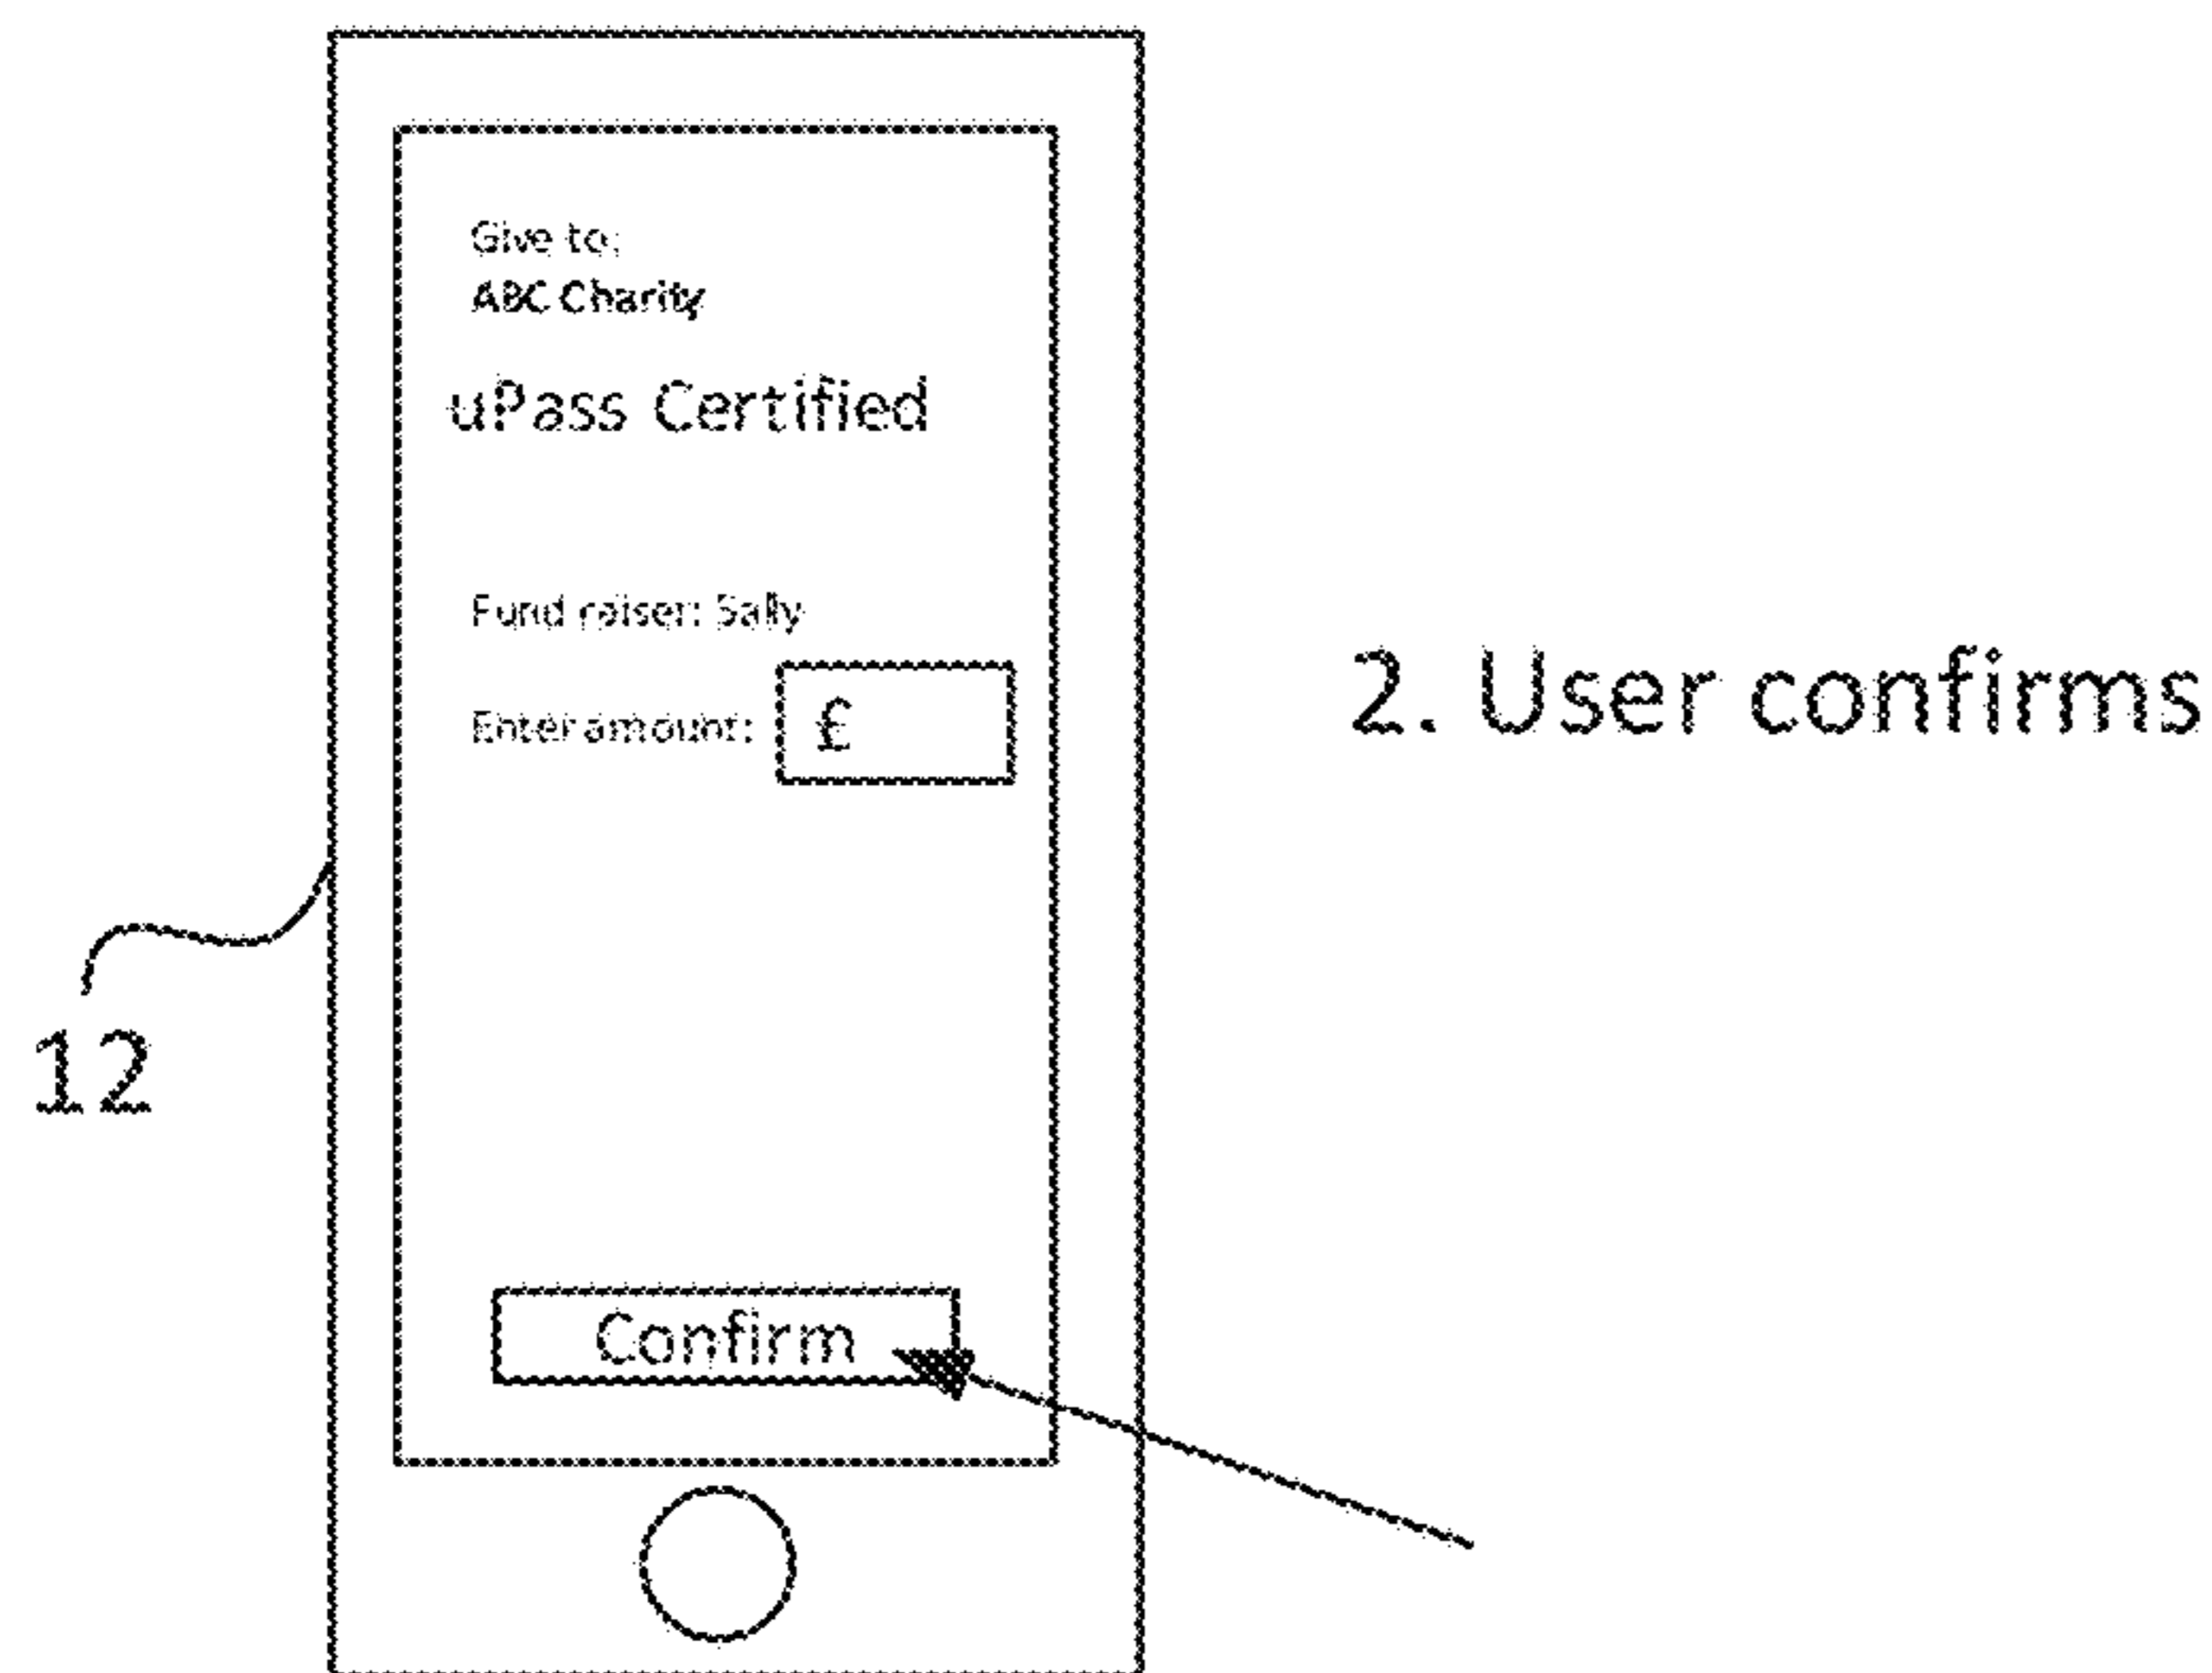 Give to:
ABC Charity
uPass Certified
Fund raiser: Sally
Enter amount: £
2. User confirms
12
Confirm